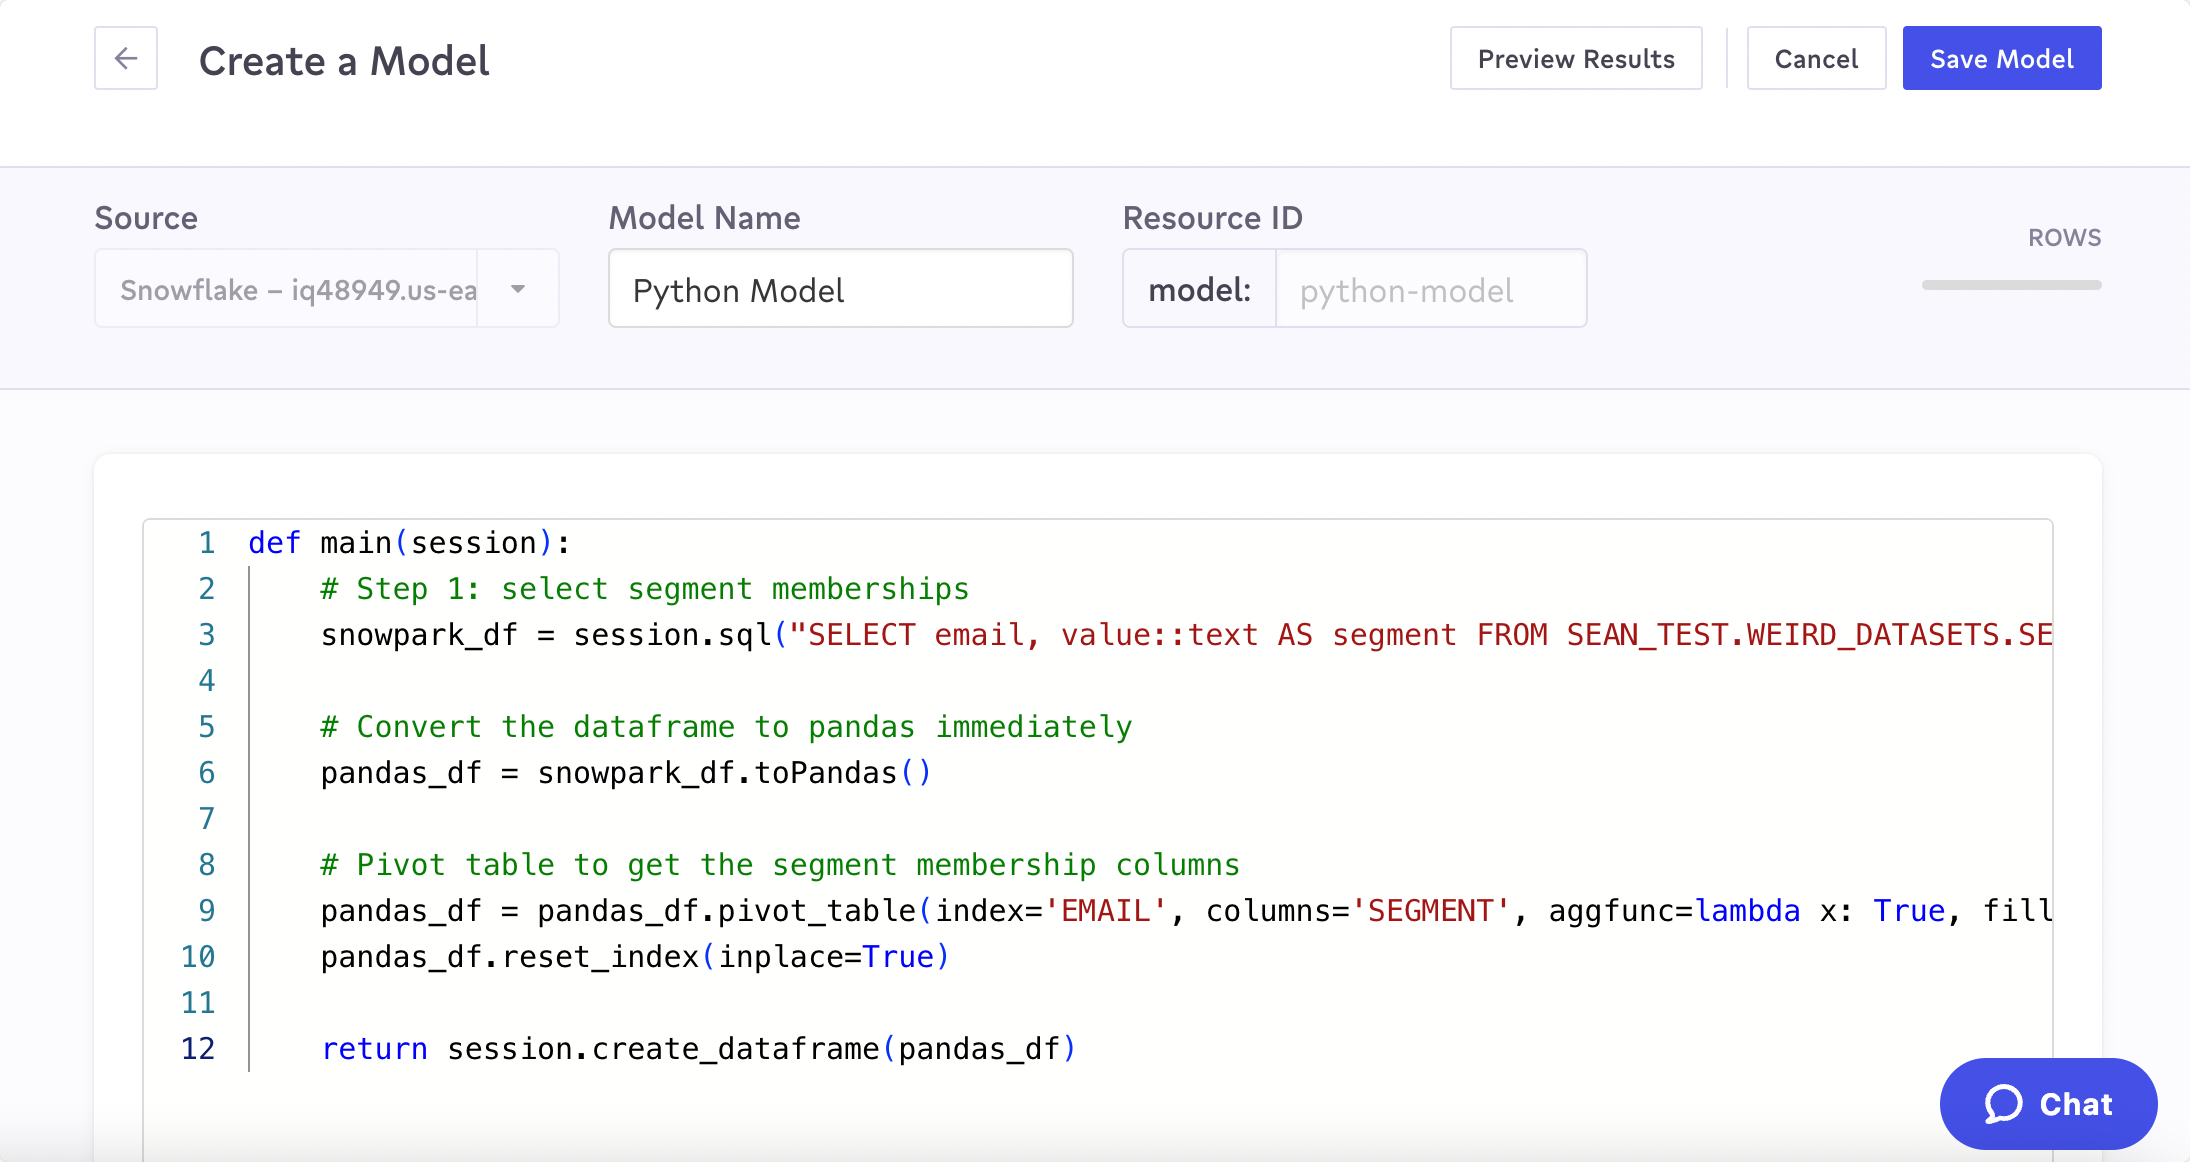 Create a Model
Preview Results
Cancel
Save Model
Source
Model Name
Resource ID
ROWS
Snowflake – iq48949.us-ea
Python Model
model:
python-model
1 def main(session):
2 # Step 1: select segment memberships
3 snowpark_df = session.sql("SELECT email, value::text AS segment FROM SEAN_TEST.WEIRD_DATASETS.SE
4
5 # Convert the dataframe to pandas immediately
6 pandas_df = snowpark_df.toPandas()
7
8 # Pivot table to get the segment membership columns
9 pandas_df = pandas_df.pivot_table(index='EMAIL', columns='SEGMENT', aggfunc=lambda x: True, fill
10 pandas_df.reset_index(inplace=True)
11
12 return session.create_dataframe(pandas_df)
Chat